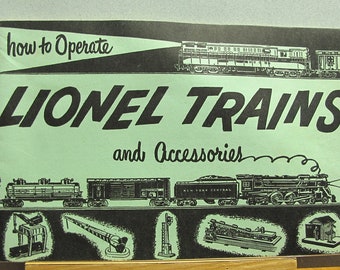 how to Operate
LIONEL TRAINS
and Accessories
NEW YORK CENTRAL